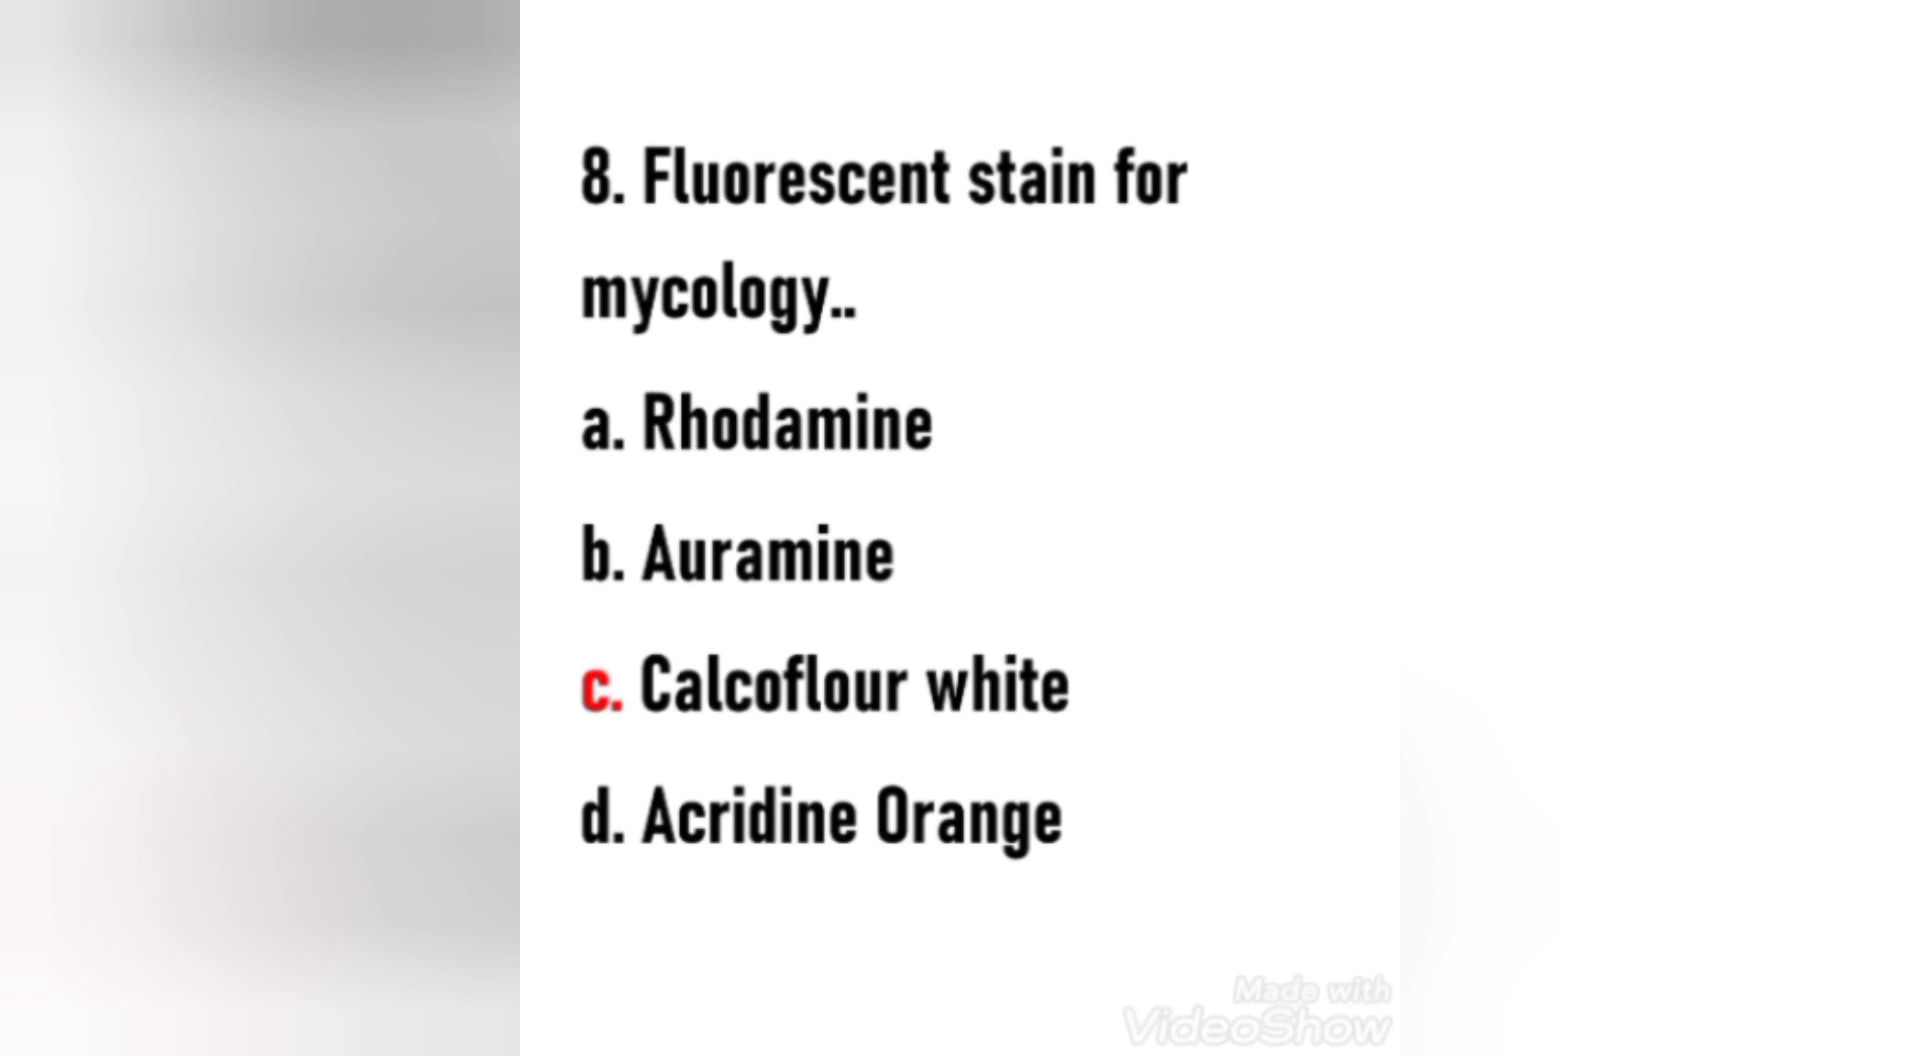 8. Fluorescent stain for
mycology..
a. Rhodamine
b. Auramine
c. Calcoflour white
d. Acridine Orange
Made with
VideoShow